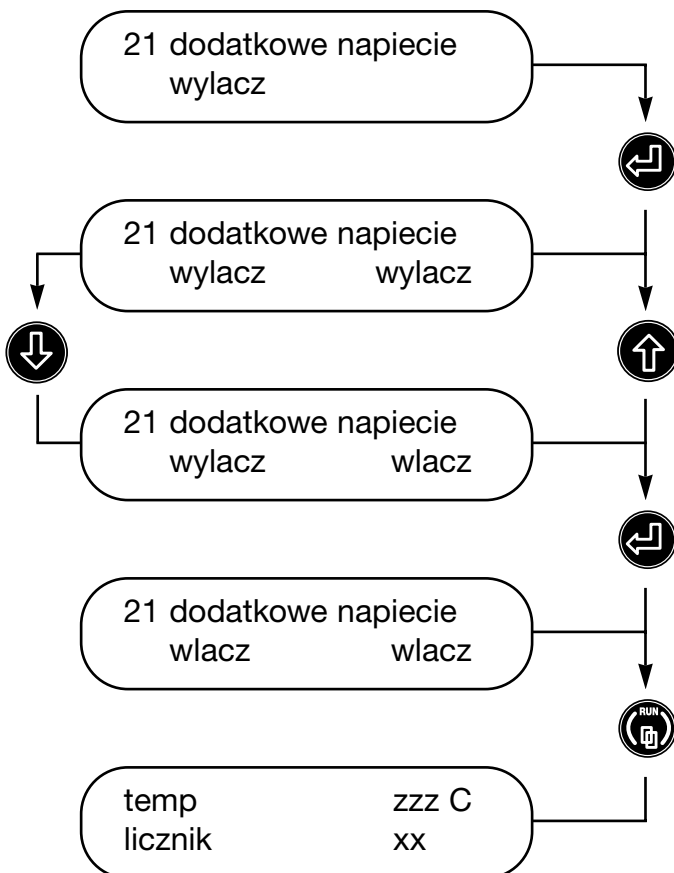 21 dodatkowe napiecie
wylacz
21 dodatkowe napiecie
wylacz wylacz
21 dodatkowe napiecie
wylacz wlacz
21 dodatkowe napiecie
wlacz wlacz
RUN
temp zzz C
licznik xx